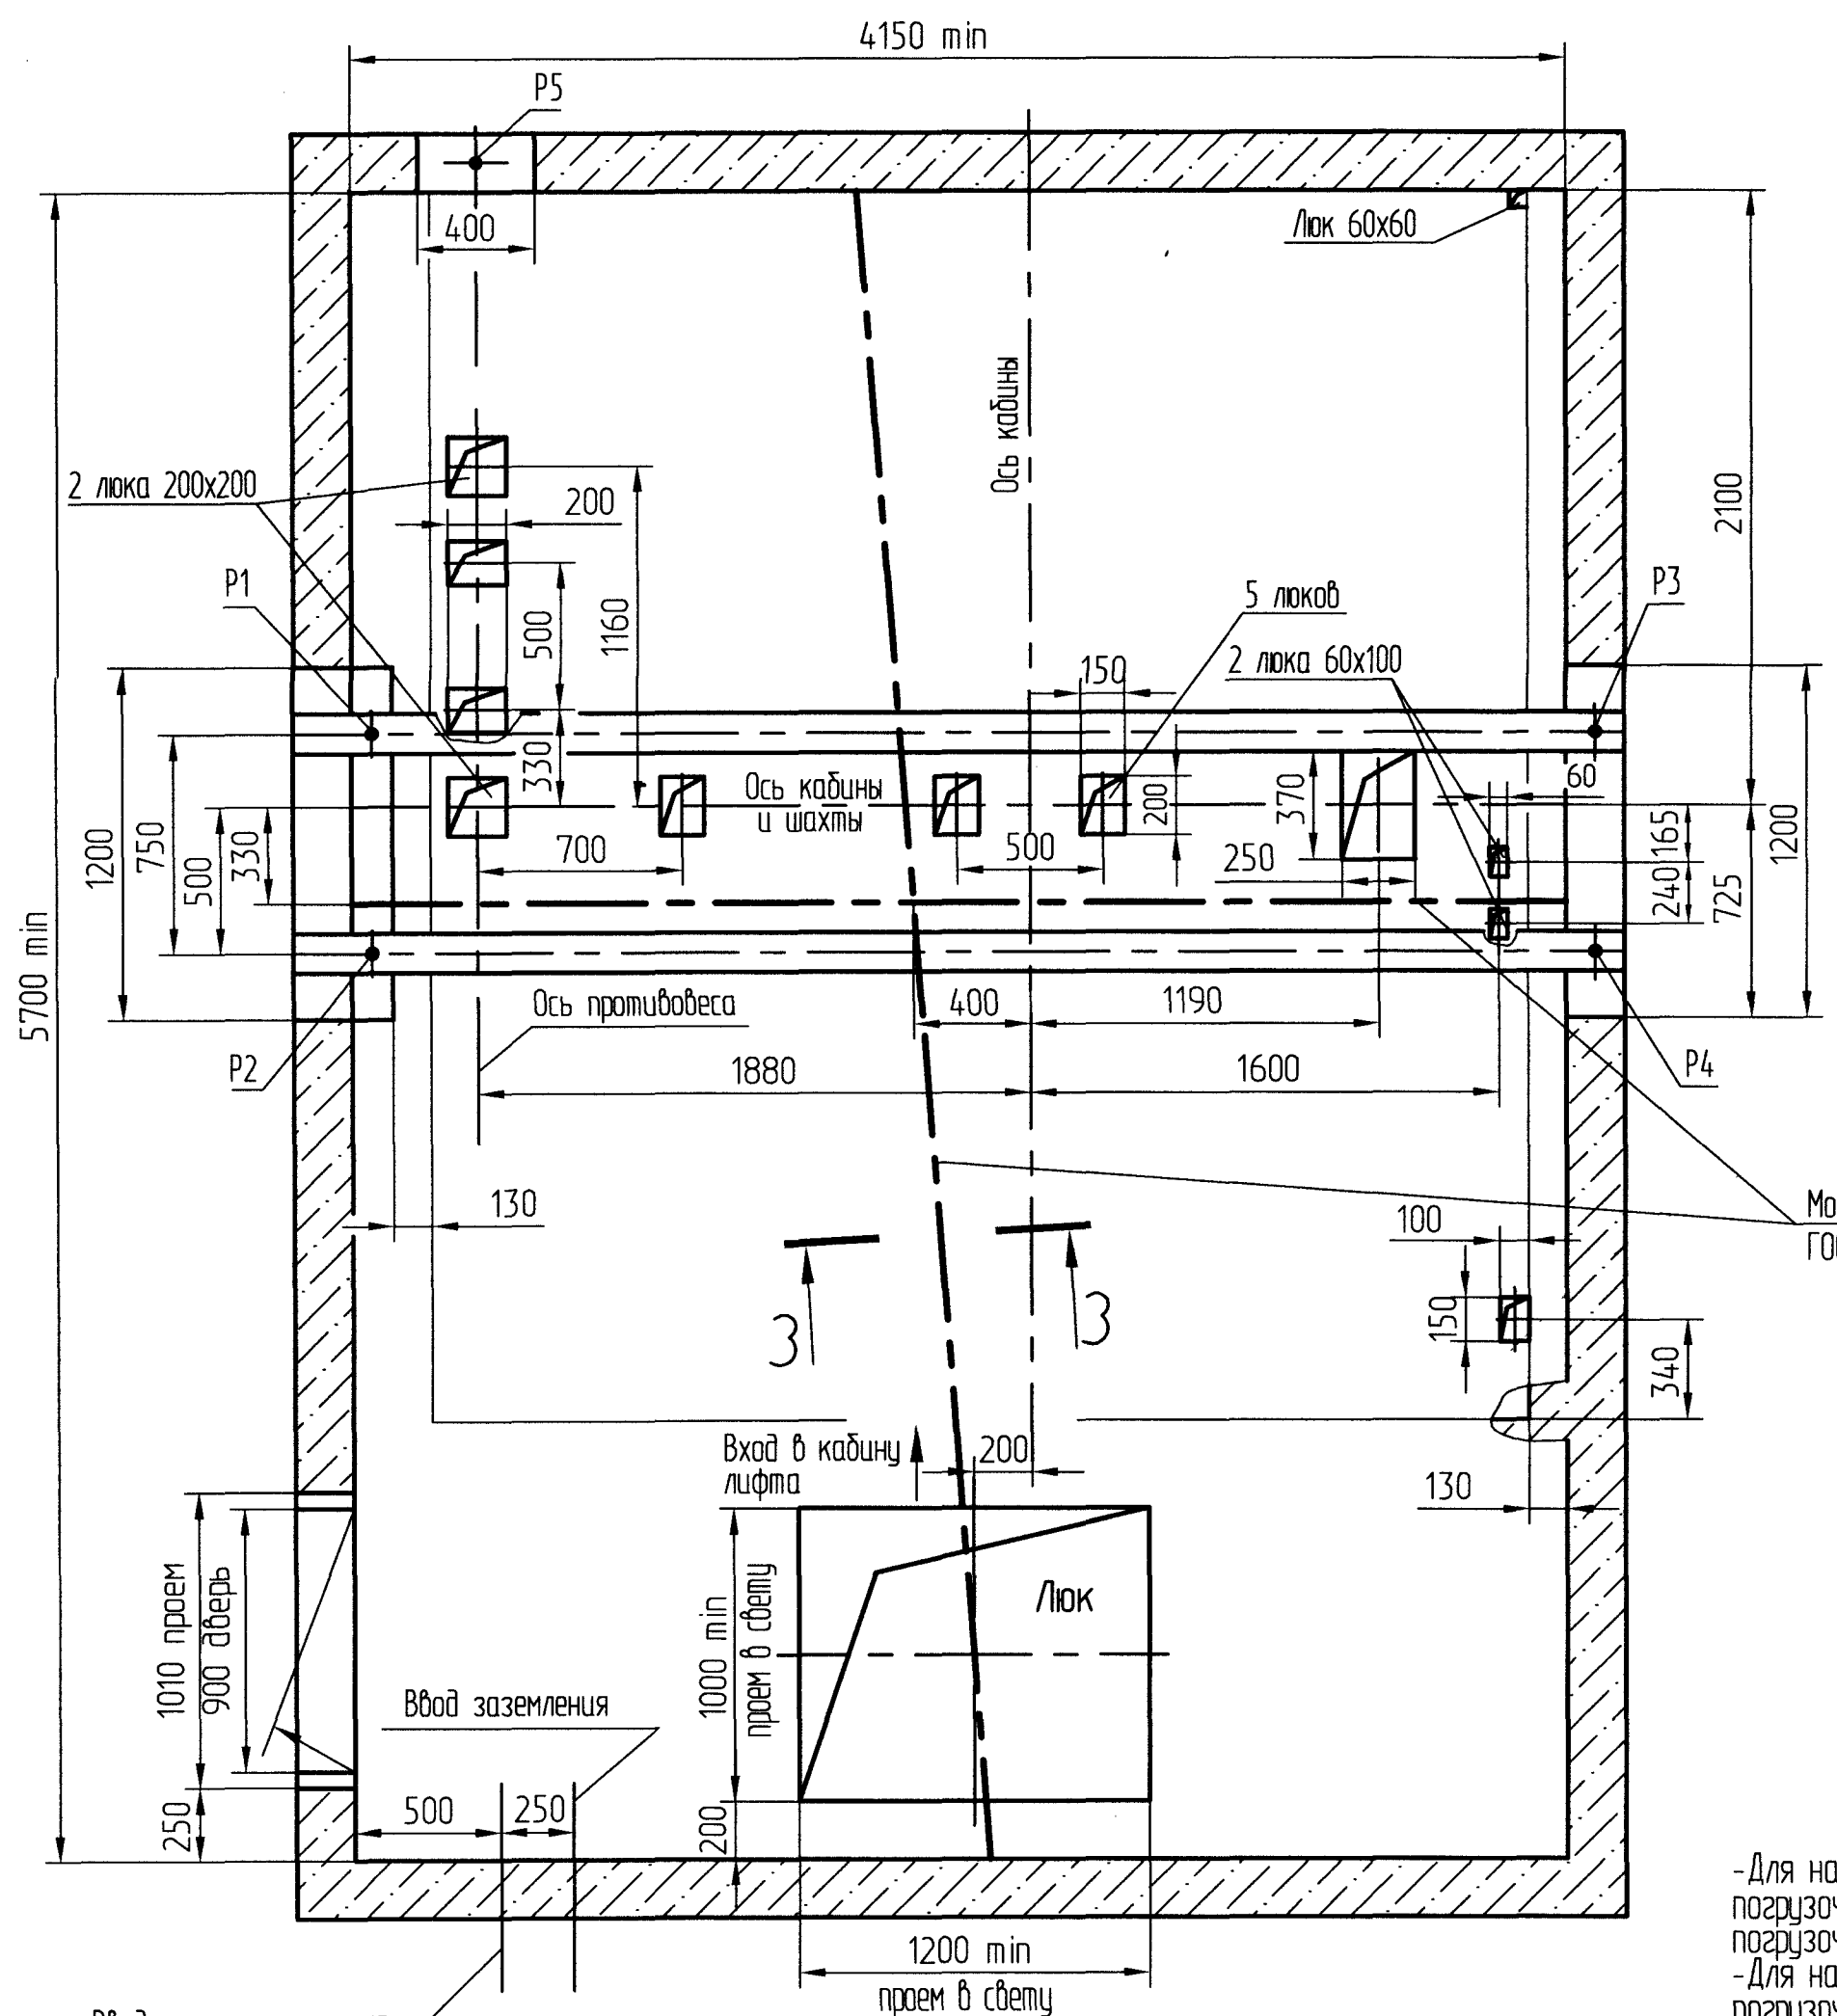 4150 min
P5
400
Люк 60х60
Ось кабины
2 люка 200х200
200
2100
P1
500
1160
5 люков
P3
2 люка 60х100
150
330
Ось кабины
и шахты
200
370
60
165
1200
750
500
330
700
500
250
240
725
1200
5700 min
Ось противовеса
400
1190
P2
1880
1600
P4
130
100
3
3
150
340
Вход в кабину
лифта
200
130
1010 проем
900 дверь
1000 min
проем в свету
Люк
Ввод заземления
250
500
250
200
1200 min
проем в свету
-Для
-Для